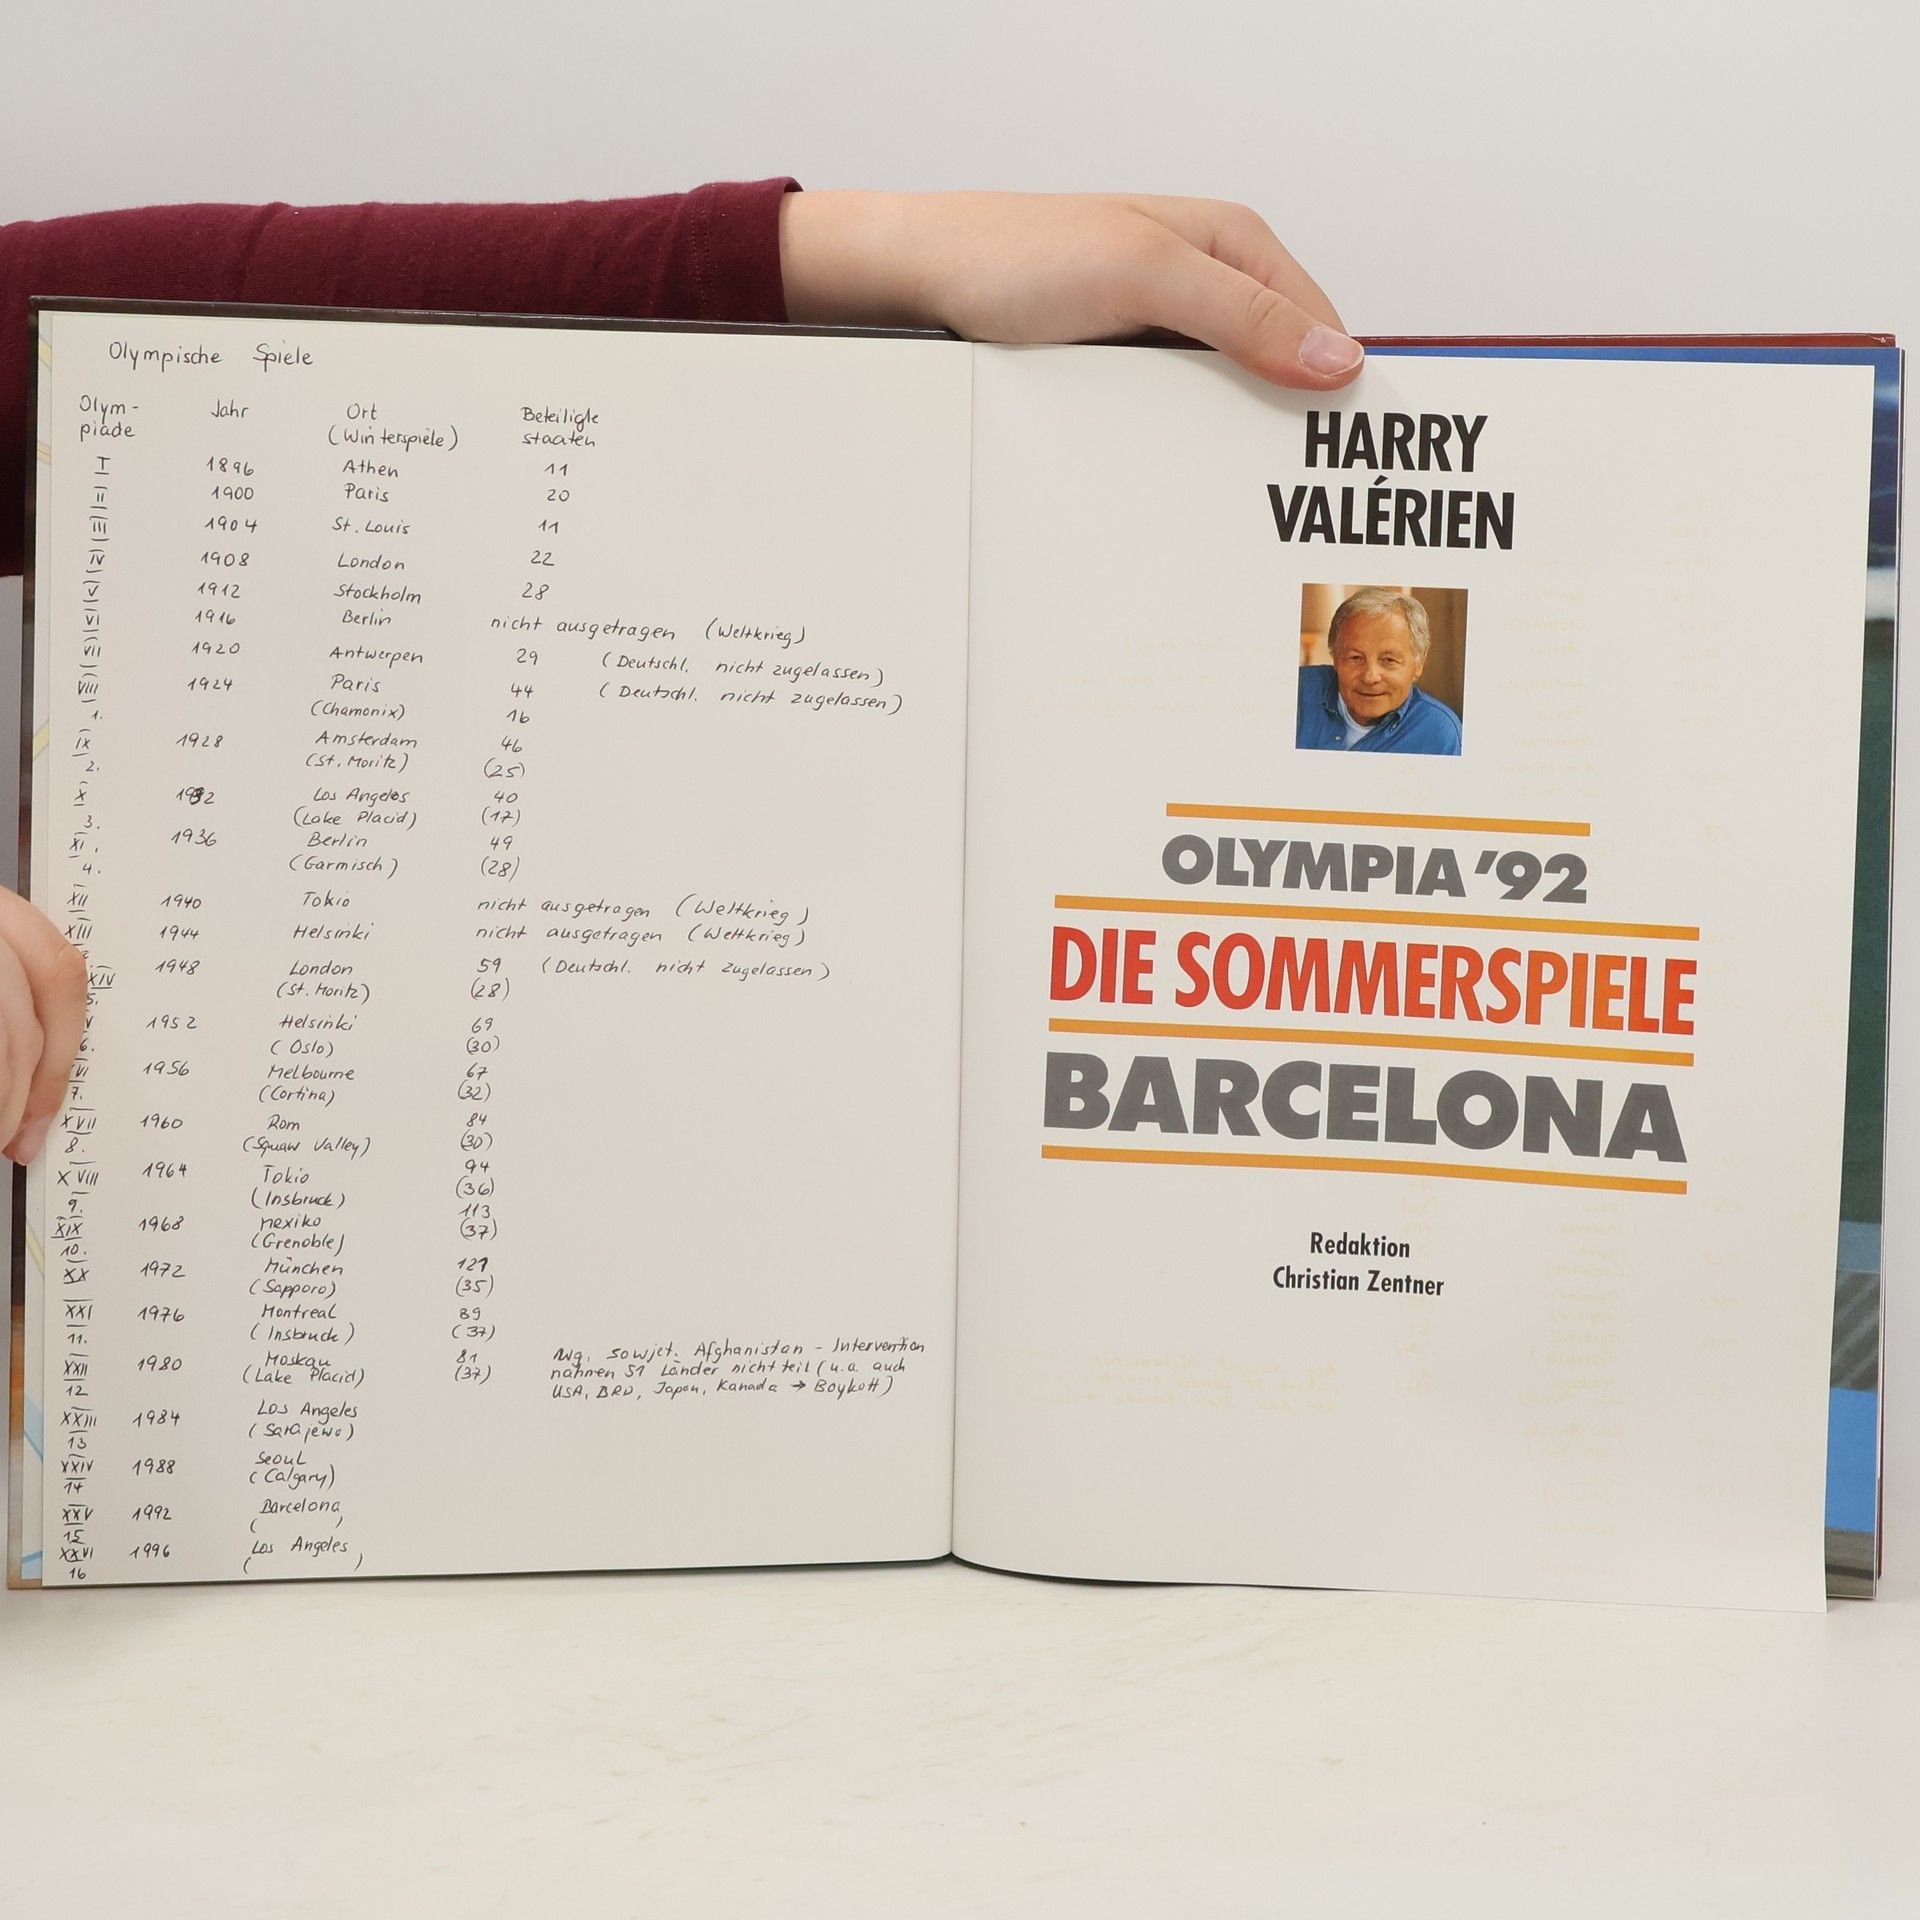 Olympische Spiele
Olym- Jahr Ort Beteiligte
piade (Winterspiele) staaten
I 1896 Athen 11
II 1900 Paris 20
III 1904 St. Louis 11
IV 1908 London 22
V 1912 Stockholm 28
VI 1916 Berlin nicht ausgetragen (Weltkrieg)
VII 1920 Antwerpen 29 (Deutschl. nicht zugelassen)
VIII 1924 Paris 44 (Deutschl. nicht zugelassen)
1. (Chamonix) 16
IX 1928 Amsterdam 46
2. (St. Moritz) (25)
X 1932 Los Angeles 40
3. (Lake Placid) (17)
XI. 1936 Berlin 49
4. (Garmisch) (28)
XII 1940 Tokio nicht ausgetragen (Weltkrieg)
XIII 1944 Helsinki nicht ausgetragen (Weltkrieg)
XIV 1948 London 59 (Deutschl. nicht zugelassen)
5. (St. Moritz) (28)
V 1952 Helsinki 69
6. (Oslo) (30)
VI 1956 Melbourne 67
7. (Cortina) (32)
XVII 1960 Rom 84
8. (Squaw Valley) (30)
XVIII 1964 Tokio 94
9. (Insbruck) (36)
XIX 1968 Mexiko 113
10. (Grenoble) (37)
XX 1972 München 121
(Sapporo) (35)
XXI 1976 Montreal 89
11. (Insbruck) (37)
XXII 1980 Moskau 81 Wg. sowjet. Afghanistan - Intervention
12 (Lake Placid) (37) nahmen 51 Länder nicht teil (u.a. auch
USA, BRD, Japan, Kanada → Boykott)
XXIII 1984 Los Angeles
13 (Sarajewo)
XXIV 1988 Seoul
14 (Calgary)
XXV 1992 Barcelona
15 ( )
XXVI 1996 Los Angeles
16 ( )
HARRY
VALÉRIEN
OLYMPIA '92
DIE SOMMERSPIELE
BARCELONA
Redaktion
Christian Zentner